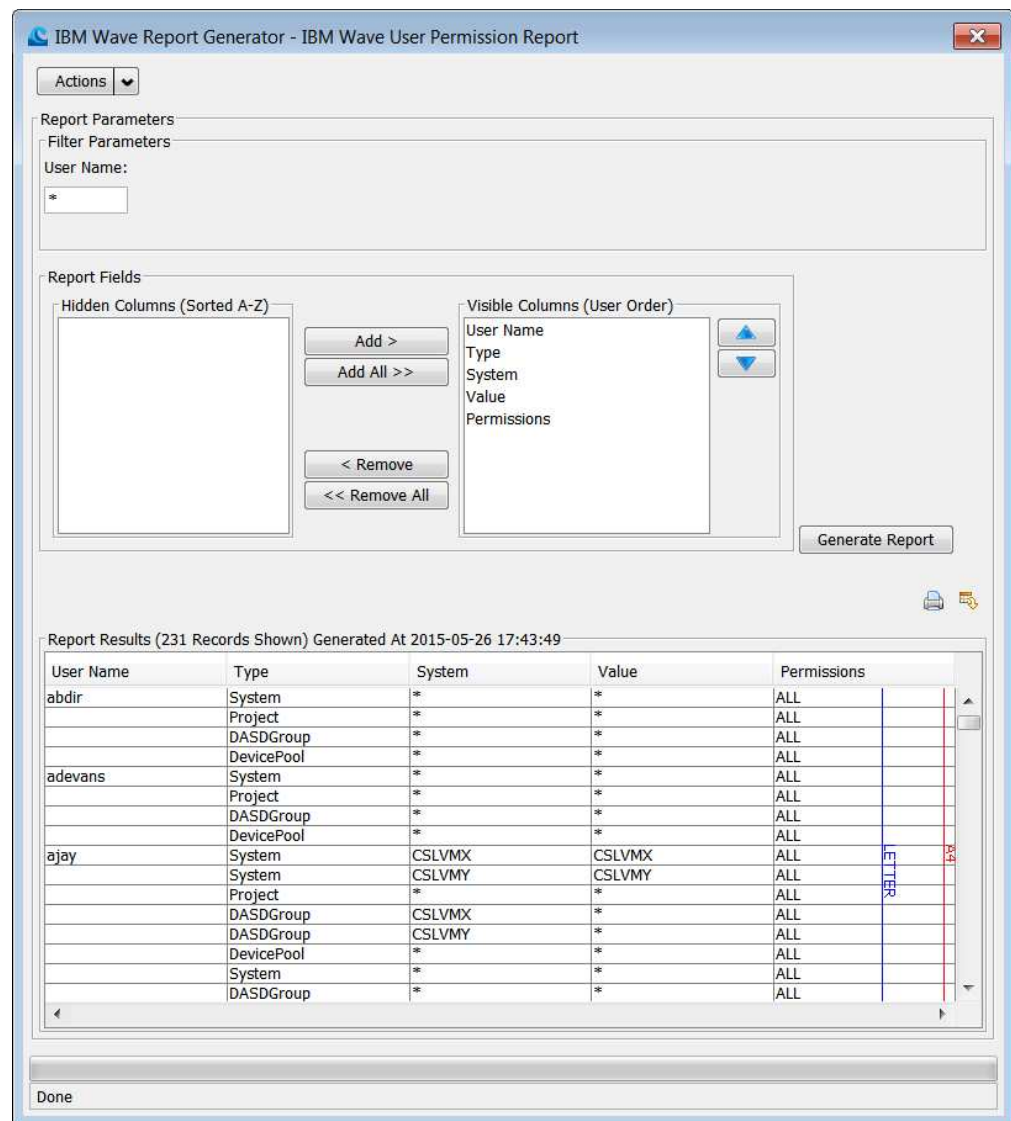 IBM Wave Report Generator - IBM Wave User Permission Report
Actions
Report Parameters
Filter Parameters
User Name:
*
Report Fields
Hidden Columns (Sorted A-Z)
Add >
Add All >>
< Remove
<< Remove All
Visible Columns (User Order)
User Name
Type
System
Value
Permissions
Generate Report
Report Results (231 Records Shown) Generated At 2015-05-26 17:43:49
User Name Type System Value Permissions
abdir System * * ALL
Project * * ALL
DASDGroup * * ALL
DevicePool * * ALL
adevans System * * ALL
Project * * ALL
DASDGroup * * ALL
DevicePool * * ALL
ajay System CSLVMX CSLVMX ALL
System CSLVMY CSLVMY ALL
Project * * ALL
DASDGroup CSLVMX * ALL
DASDGroup CSLVMY * ALL
DevicePool * * ALL
System * * ALL
DASDGroup * * ALL
LETTER
A4
Done